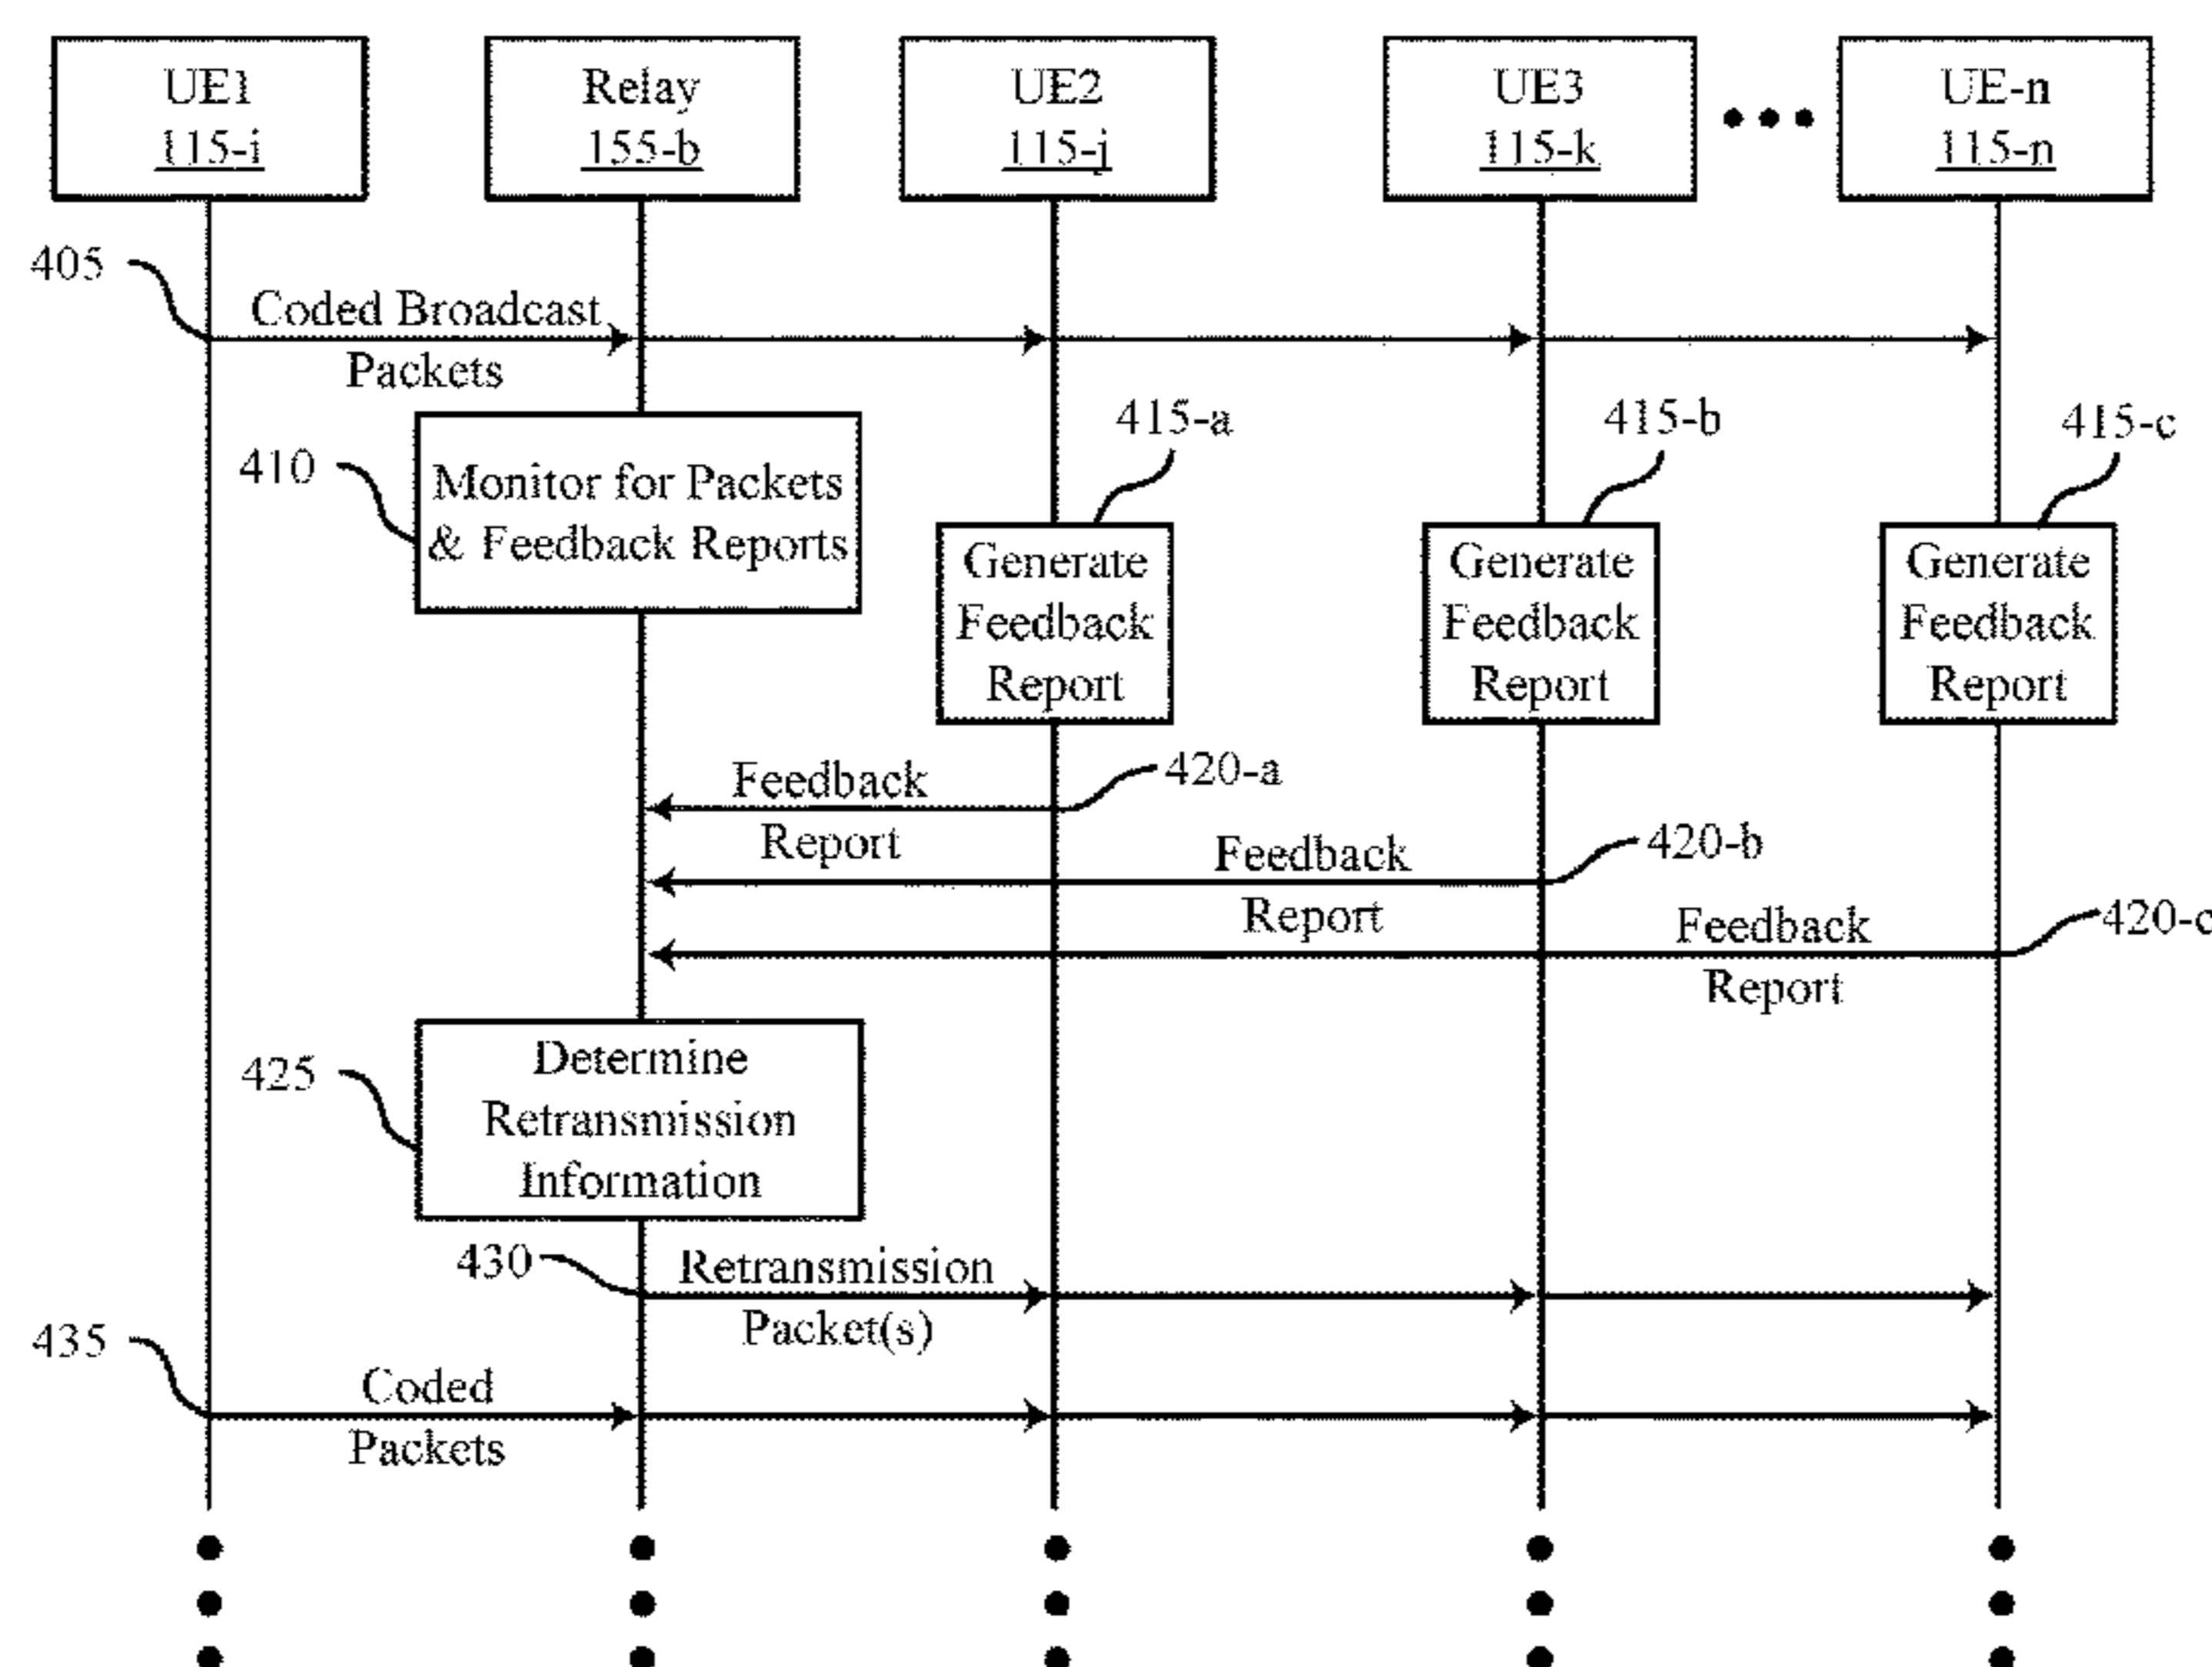 UE1
115-i
Relay
155-b
UE2
115-j
UE3
115-k
UE-n
115-n
405
Coded Broadcast
Packets
410
Monitor for Packets
& Feedback Reports
415-a
415-b
415-c
Generate
Feedback
Report
Generate
Feedback
Report
Generate
Feedback
Report
Feedback
Report
420-a
Feedback
Report
420-b
Feedback
Report
420-c
425
Determine
Retransmission
Information
430
Retransmission
Packet(s)
435
Coded
Packets